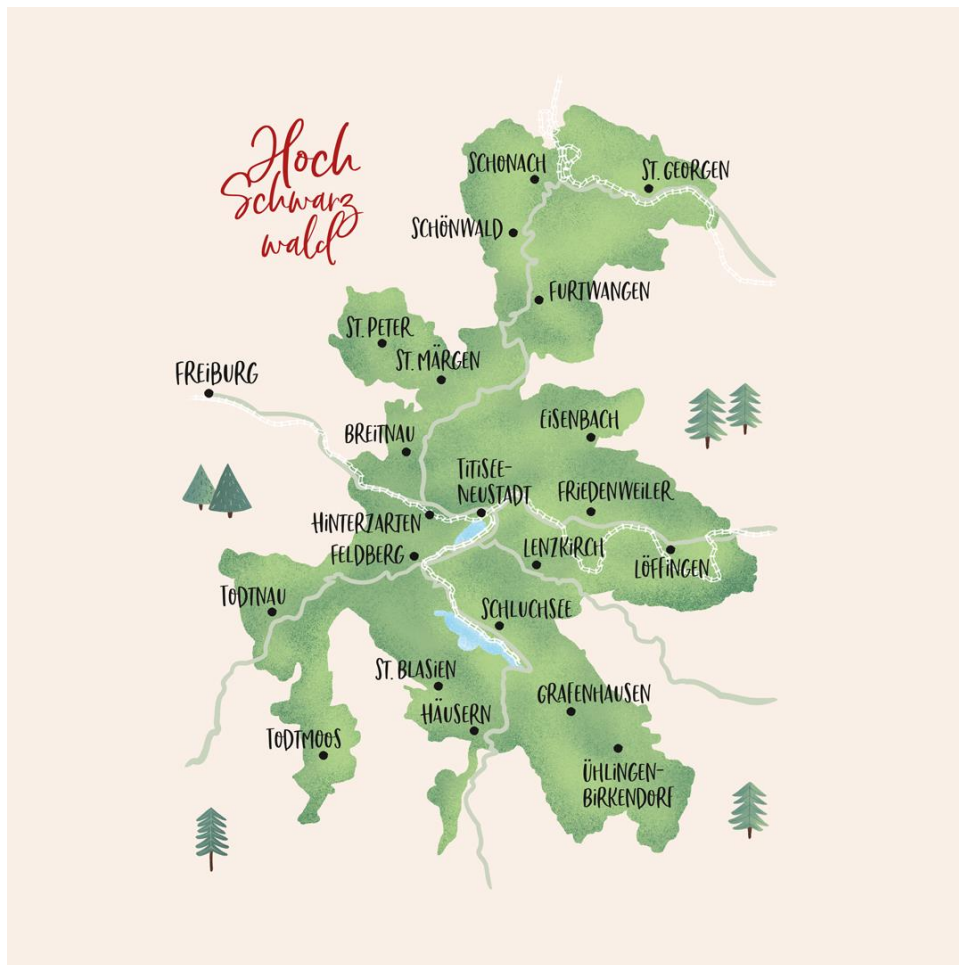 Hoch
Schwarz
wald
SCHONACH
ST. GEORGEN
SCHÖNWALD
FURTWANGEN
ST. PETER
ST. MÄRGEN
FREIBURG
EISENBACH
BREITNAU
TITISEE-
NEUSTADT
FRIEDENWEILER
HINTERZARTEN
FELDBERG
LENZKIRCH
LÖFFINGEN
TODTNAU
SCHLUCHSEE
ST. BLASIEN
GRAFENHAUSEN
HÄUSERN
TODTMOOS
ÜHLINGEN-
BIRKENDORF